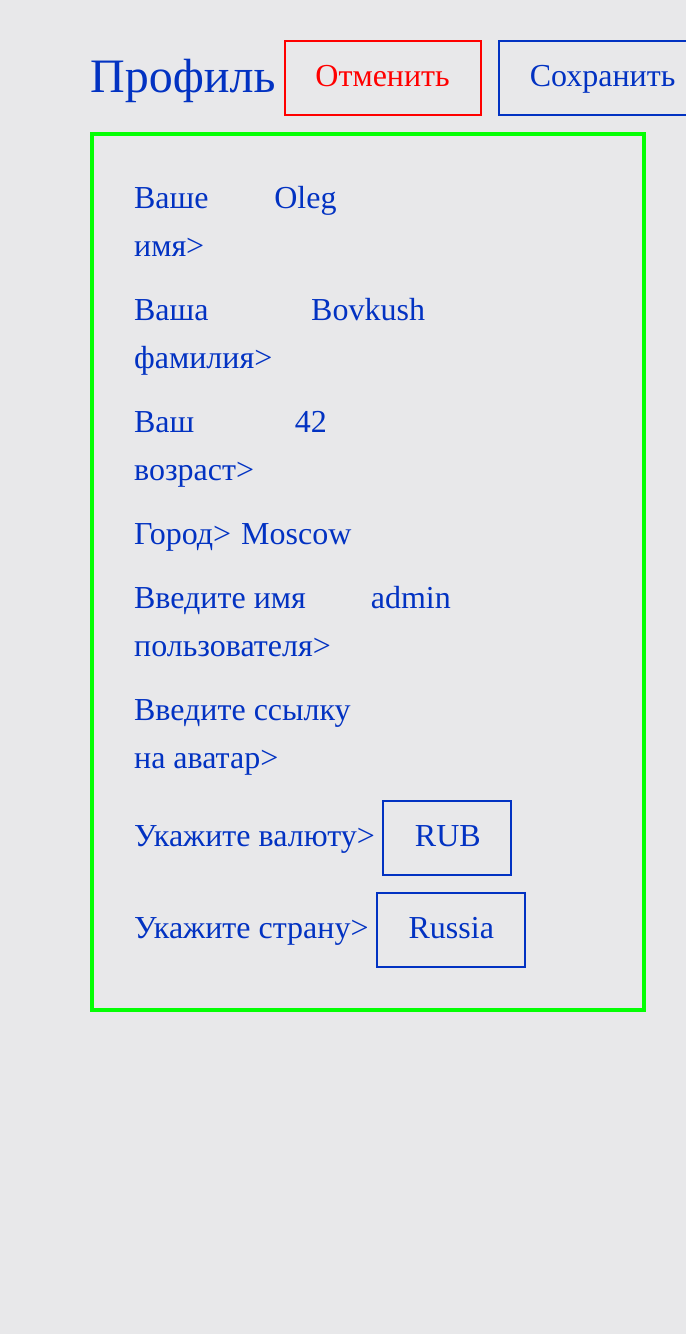 Профиль Отменить Сохранить
Ваше Oleg
имя>
Ваша Bovkush
фамилия>
Ваш 42
возраст>
Город> Moscow
Введите имя admin
пользователя>
Введите ссылку
на аватар>
Укажите валюту> RUB
Укажите страну> Russia